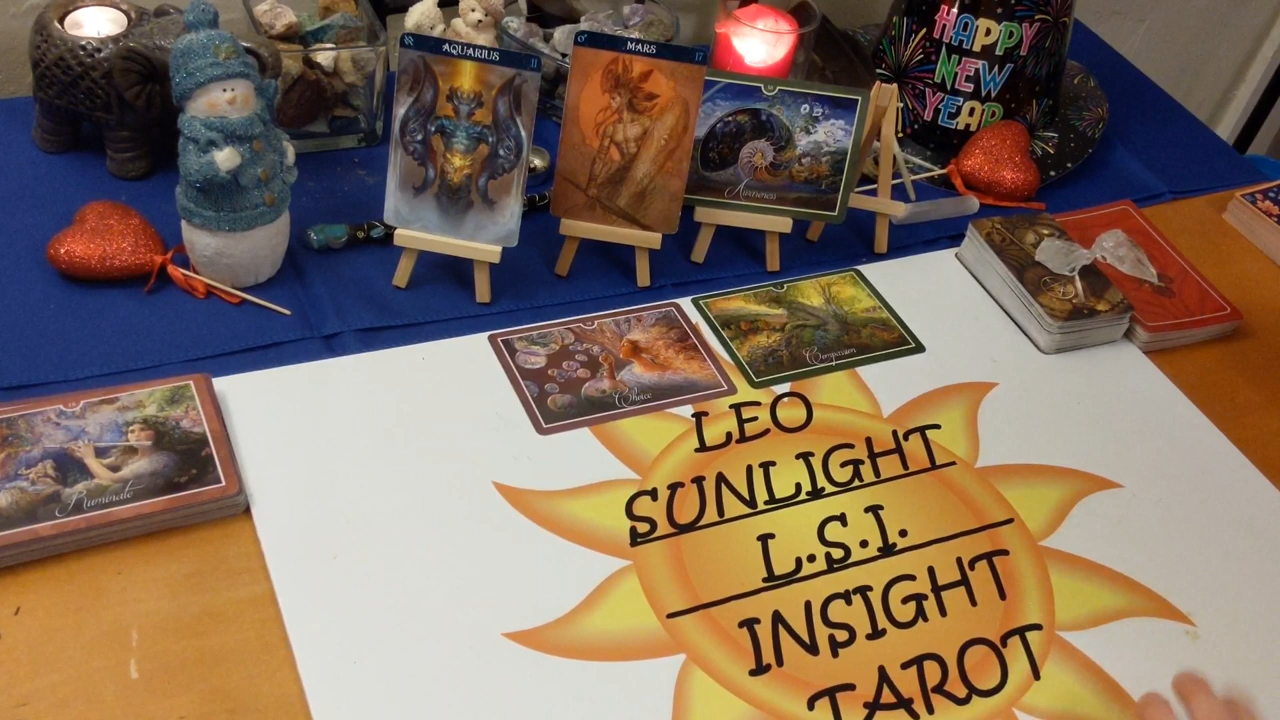 AQUARIUS
11
MARS
17
Awareness
HAPPY
NEW
YEAR
Choice
Compassion
Ruminate
LEO
SUNLIGHT
L.S.I.
INSIGHT
TAROT